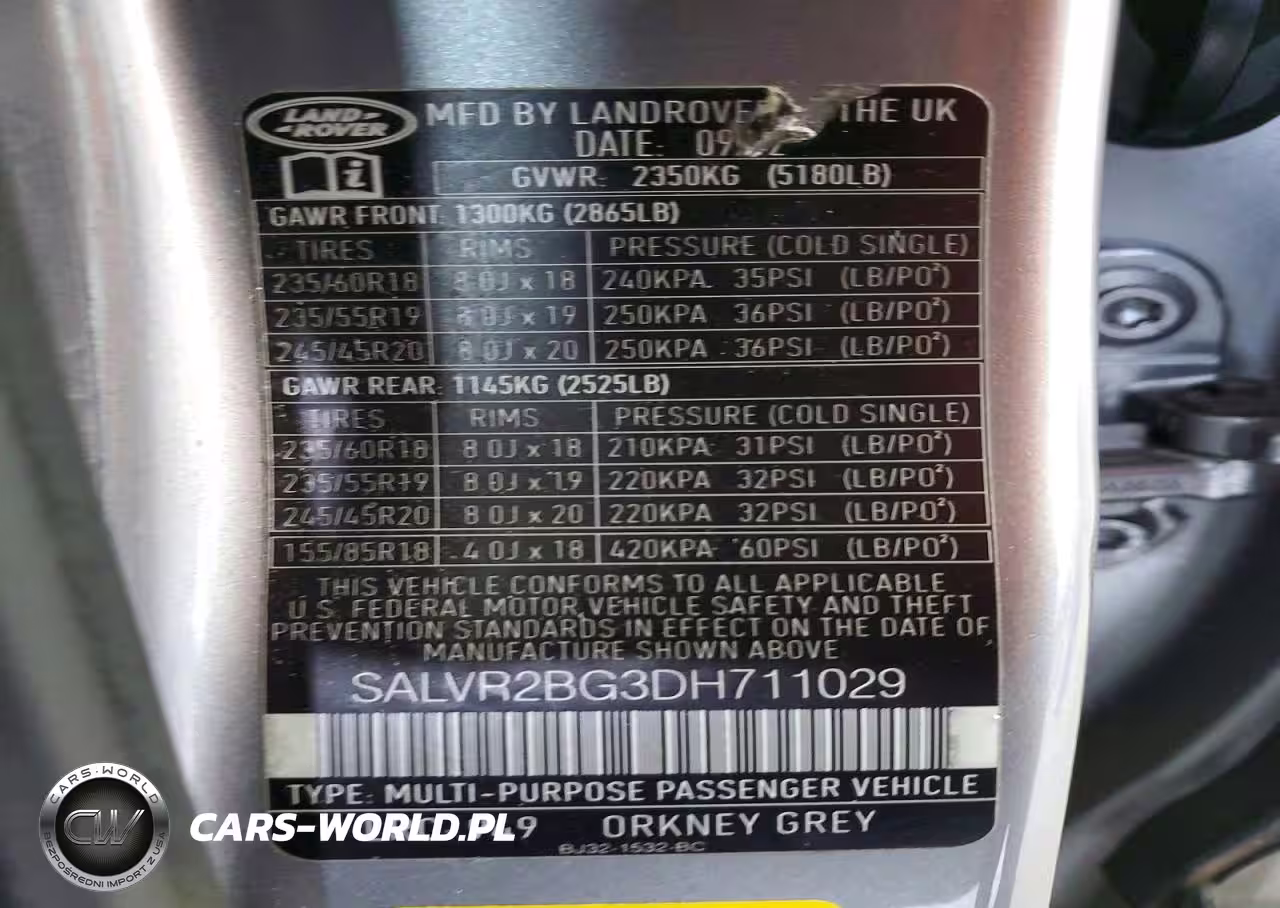 LAND-
-ROVER
MFD BY LANDROVER THE UK
DATE: 09
GVWR: 2350KG (5180LB)
GAWR FRONT: 1300KG (2865LB)
TIRES RIMS PRESSURE (COLD SINGLE)
235/60R18 8.0J x 18 240KPA 35PSI (LB/PO²)
235/55R19 8.0J x 19 250KPA 36PSI (LB/PO²)
245/45R20 8.0J x 20 250KPA 36PSI (LB/PO²)
GAWR REAR: 1145KG (2525LB)
TIRES RIMS PRESSURE (COLD SINGLE)
235/60R18 8.0J x 18 210KPA 31PSI (LB/PO²)
235/55R19 8.0J x 19 220KPA 32PSI (LB/PO²)
245/45R20 8.0J x 20 220KPA 32PSI (LB/PO²)
155/85R18 4.0J x 18 420KPA 60PSI (LB/PO²)
THIS VEHICLE CONFORMS TO ALL APPLICABLE
U.S. FEDERAL MOTOR VEHICLE SAFETY AND THEFT
PREVENTION STANDARDS IN EFFECT ON THE DATE OF
MANUFACTURE SHOWN ABOVE
SALVR2BG3DH711029
TYPE: MULTI-PURPOSE PASSENGER VEHICLE
ORKNEY GREY
BJ32-1532-BC
CARS-WORLD
CW
BEZPOŚREDNI IMPORT Z USA
CARS-WORLD.PL